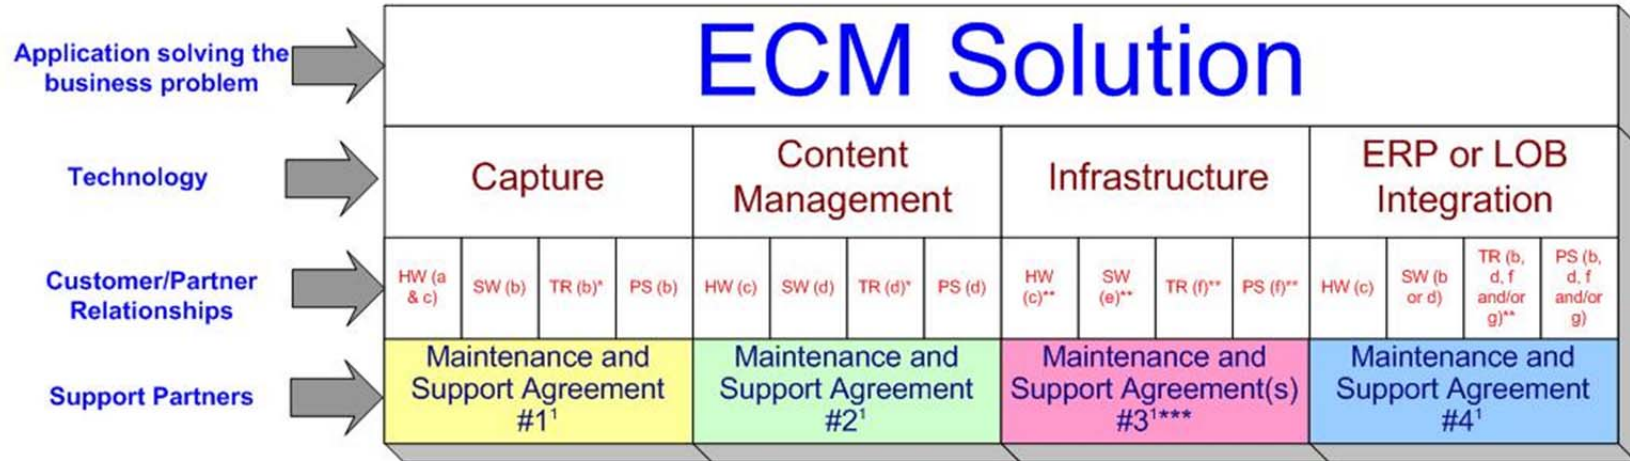 Application solving the
business problem
ECM Solution
Technology
Capture
Content
Management
Infrastructure
ERP or LOB
Integration
Customer/Partner
Relationships
HW (a
& c)
SW (b)
TR (b)*
PS (b)
HW (c)
SW (d)
TR (d)*
PS (d)
HW
(c)**
SW
(e)**
TR (f)**
PS (f)**
HW (c)
SW (b
or d)
TR (b,
d, f
and/or
g)**
PS (b,
d, f
and/or
g)
Support Partners
Maintenance and
Support Agreement
#1¹
Maintenance and
Support Agreement
#2¹
Maintenance and
Support Agreement(s)
#3¹***
Maintenance and
Support Agreement
#4¹